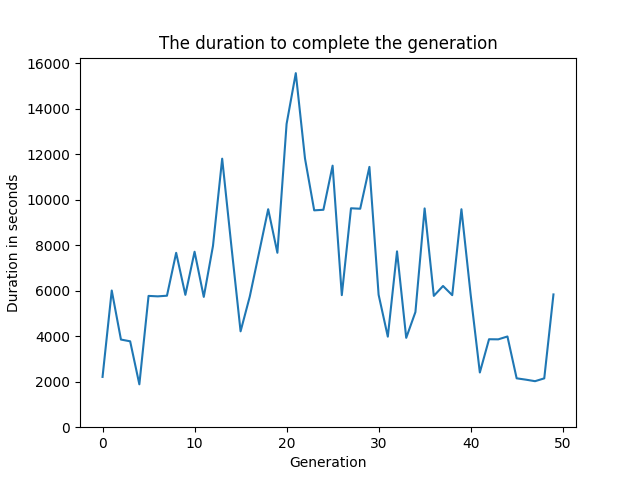 The duration to complete the generation
16000
14000
12000
10000
8000
6000
4000
2000
0
Duration in seconds
0 10 20 30 40 50
Generation